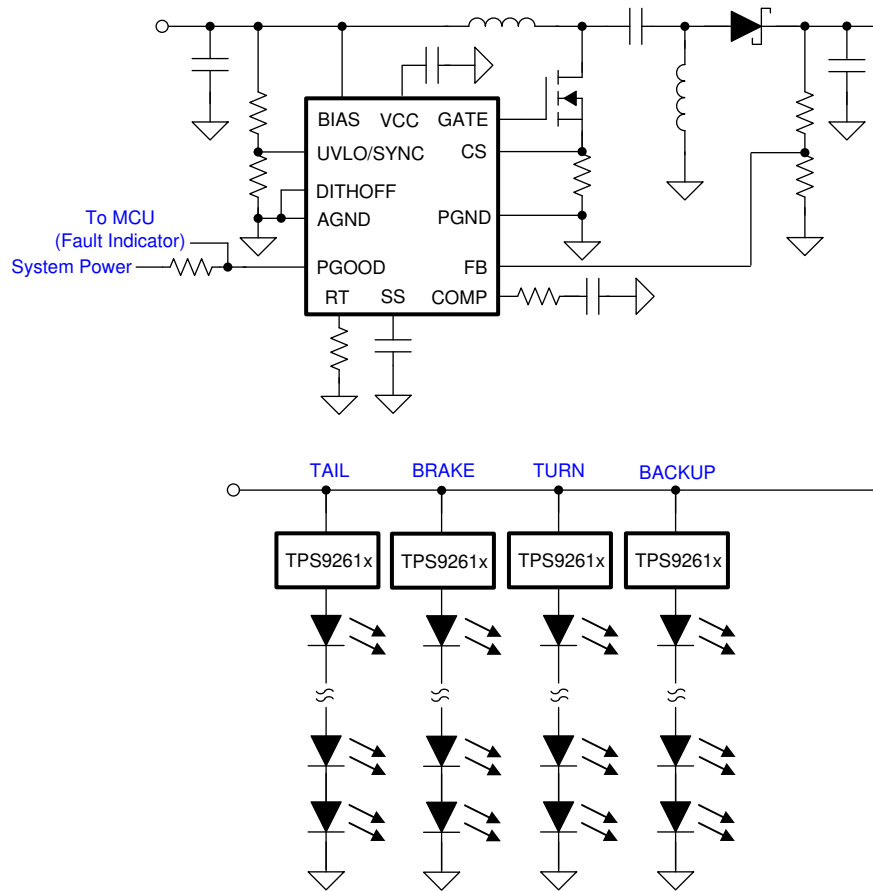 BIAS
VCC
GATE
UVLO/SYNC
CS
DITHOFF
AGND
PGND
To MCU
(Fault Indicator)
System Power
PGOOD
FB
RT
SS
COMP
TAIL
BRAKE
TURN
BACKUP
TPS9261x
TPS9261x
TPS9261x
TPS9261x